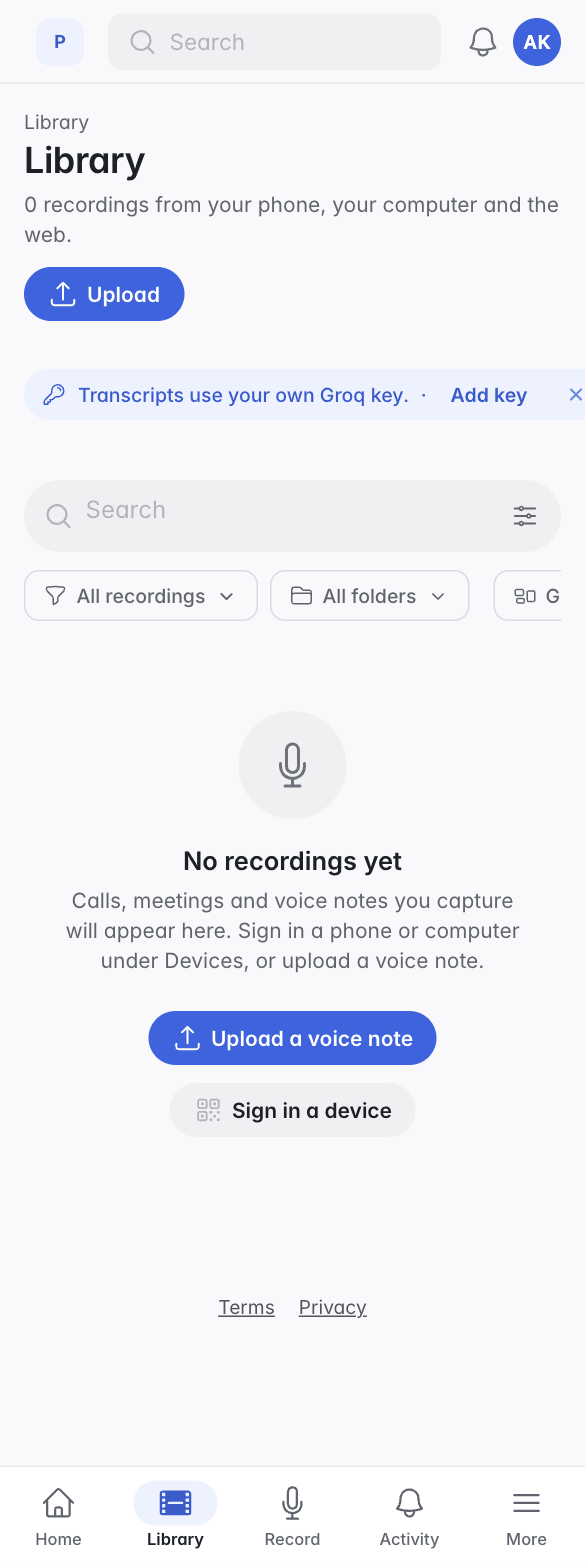 P
Search
AK
Library
Library
0 recordings from your phone, your computer and the
web.
Upload
Transcripts use your own Groq key. · Add key
Search
All recordings
All folders
G
No recordings yet
Calls, meetings and voice notes you capture
will appear here. Sign in a phone or computer
under Devices, or upload a voice note.
Upload a voice note
Sign in a device
Terms Privacy
Home
Library
Record
Activity
More